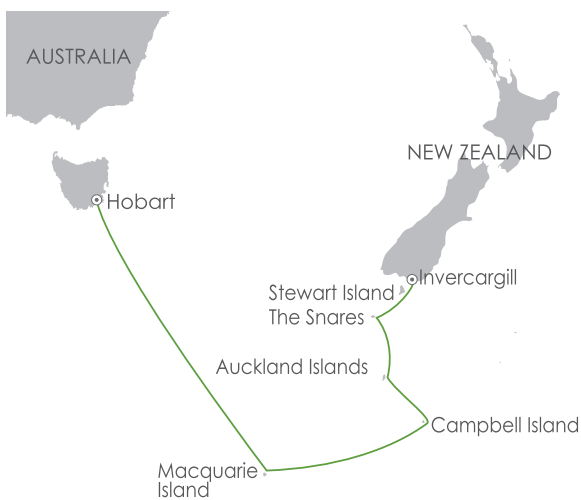 AUSTRALIA
NEW ZEALAND
Hobart
Invercargill
Stewart Island
The Snares
Auckland Islands
Campbell Island
Macquarie
Island